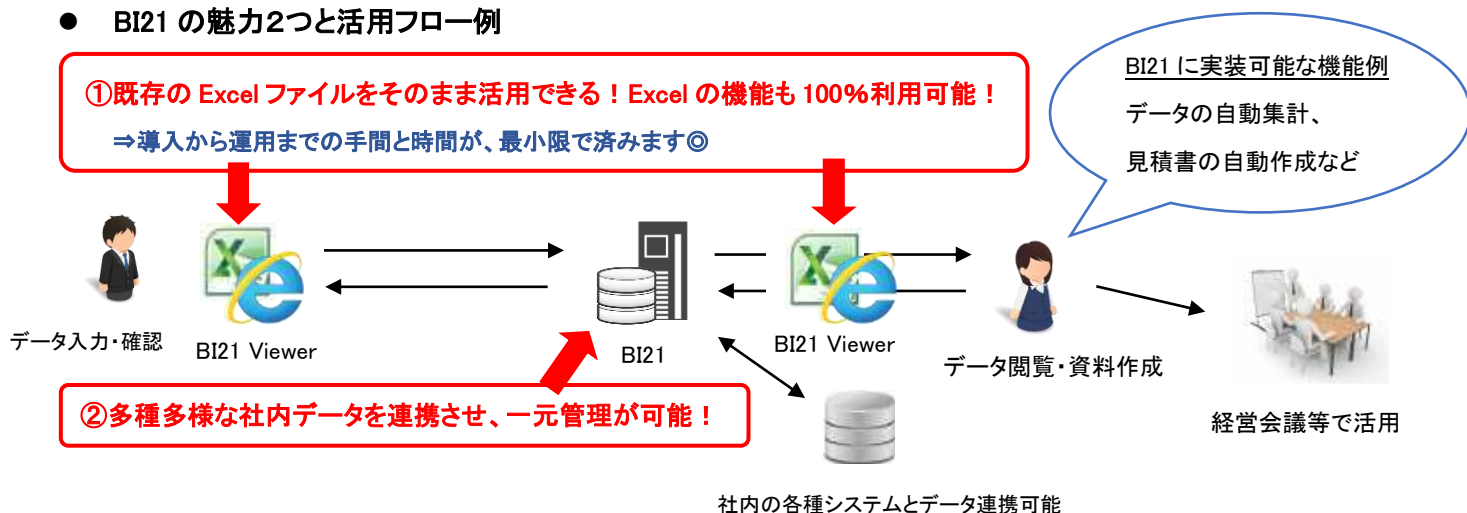 ● BI21 の魅力２つと活用フロー例
①既存の Excel ファイルをそのまま活用できる！Excel の機能も 100％利用可能！
⇒導入から運用までの手間と時間が、最小限で済みます◎
BI21 に実装可能な機能例
データの自動集計、
見積書の自動作成など
データ入力・確認
BI21 Viewer
BI21
BI21 Viewer
データ閲覧・資料作成
経営会議等で活用
②多種多様な社内データを連携させ、一元管理が可能！
社内の各種システムとデータ連携可能